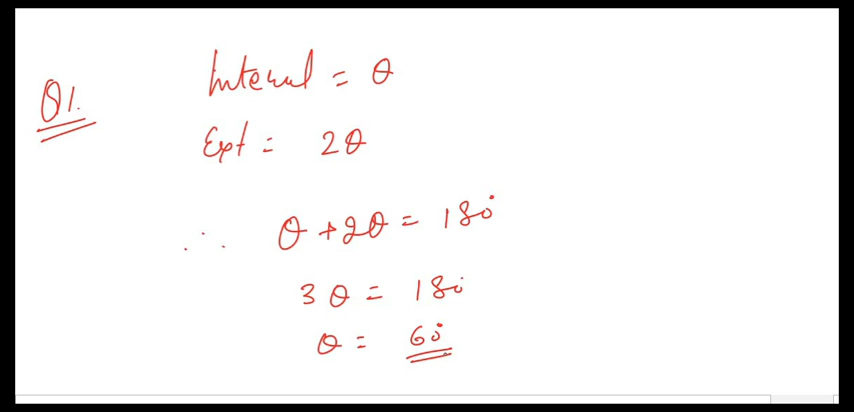 Q1.
Internal = θ
Ext = 2θ
∴ θ + 2θ = 180°
3θ = 180°
θ = 60°